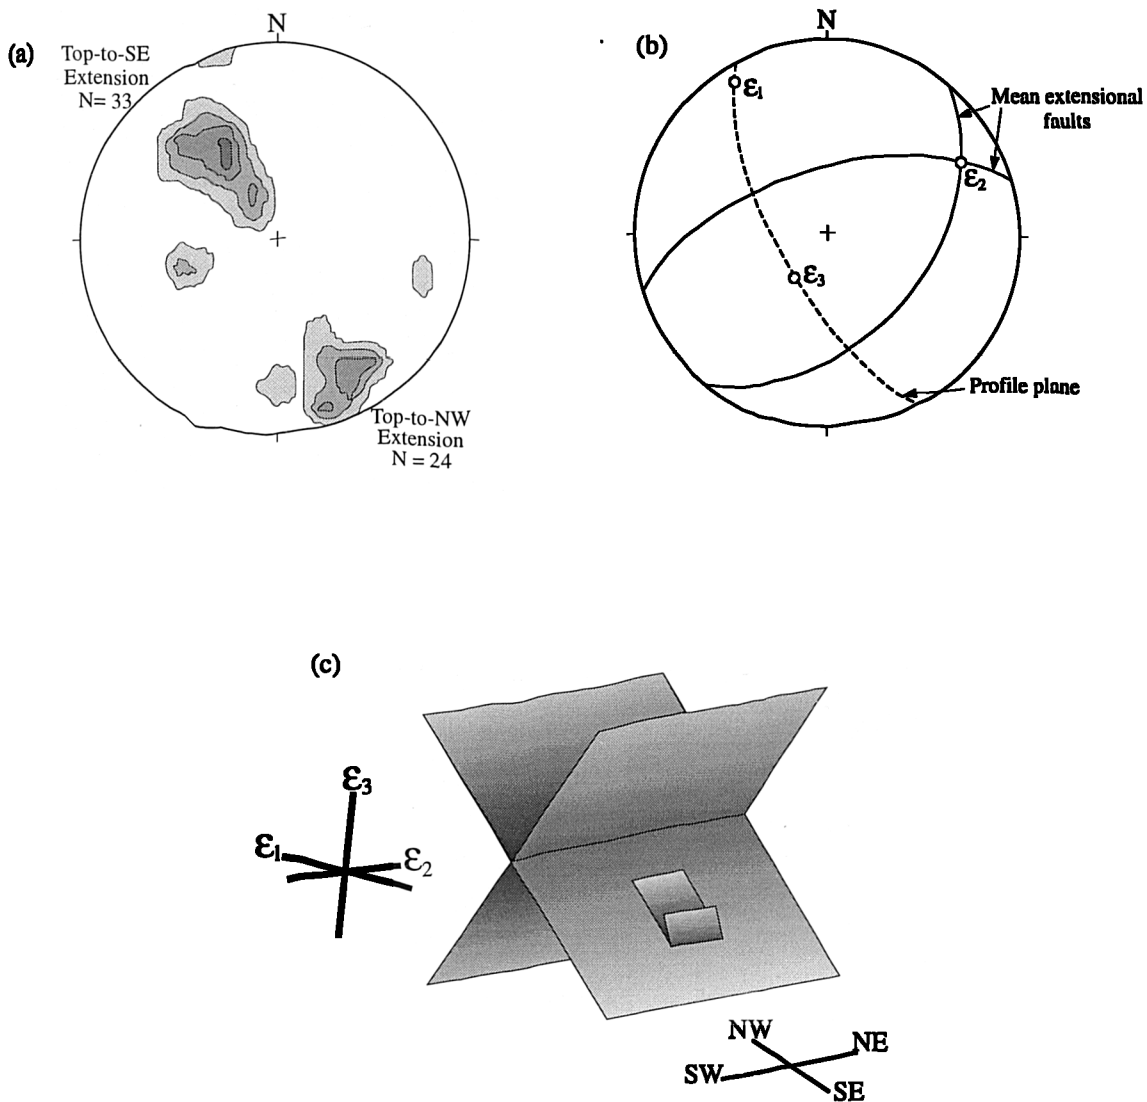 (a)
N
Top-to-SE
Extension
N= 33
Top-to-NW
Extension
N = 24
(b)
N
ε1
Mean extensional
faults
ε2
ε3
Profile plane
(c)
ε3
ε1
ε2
NW
NE
SW
SE